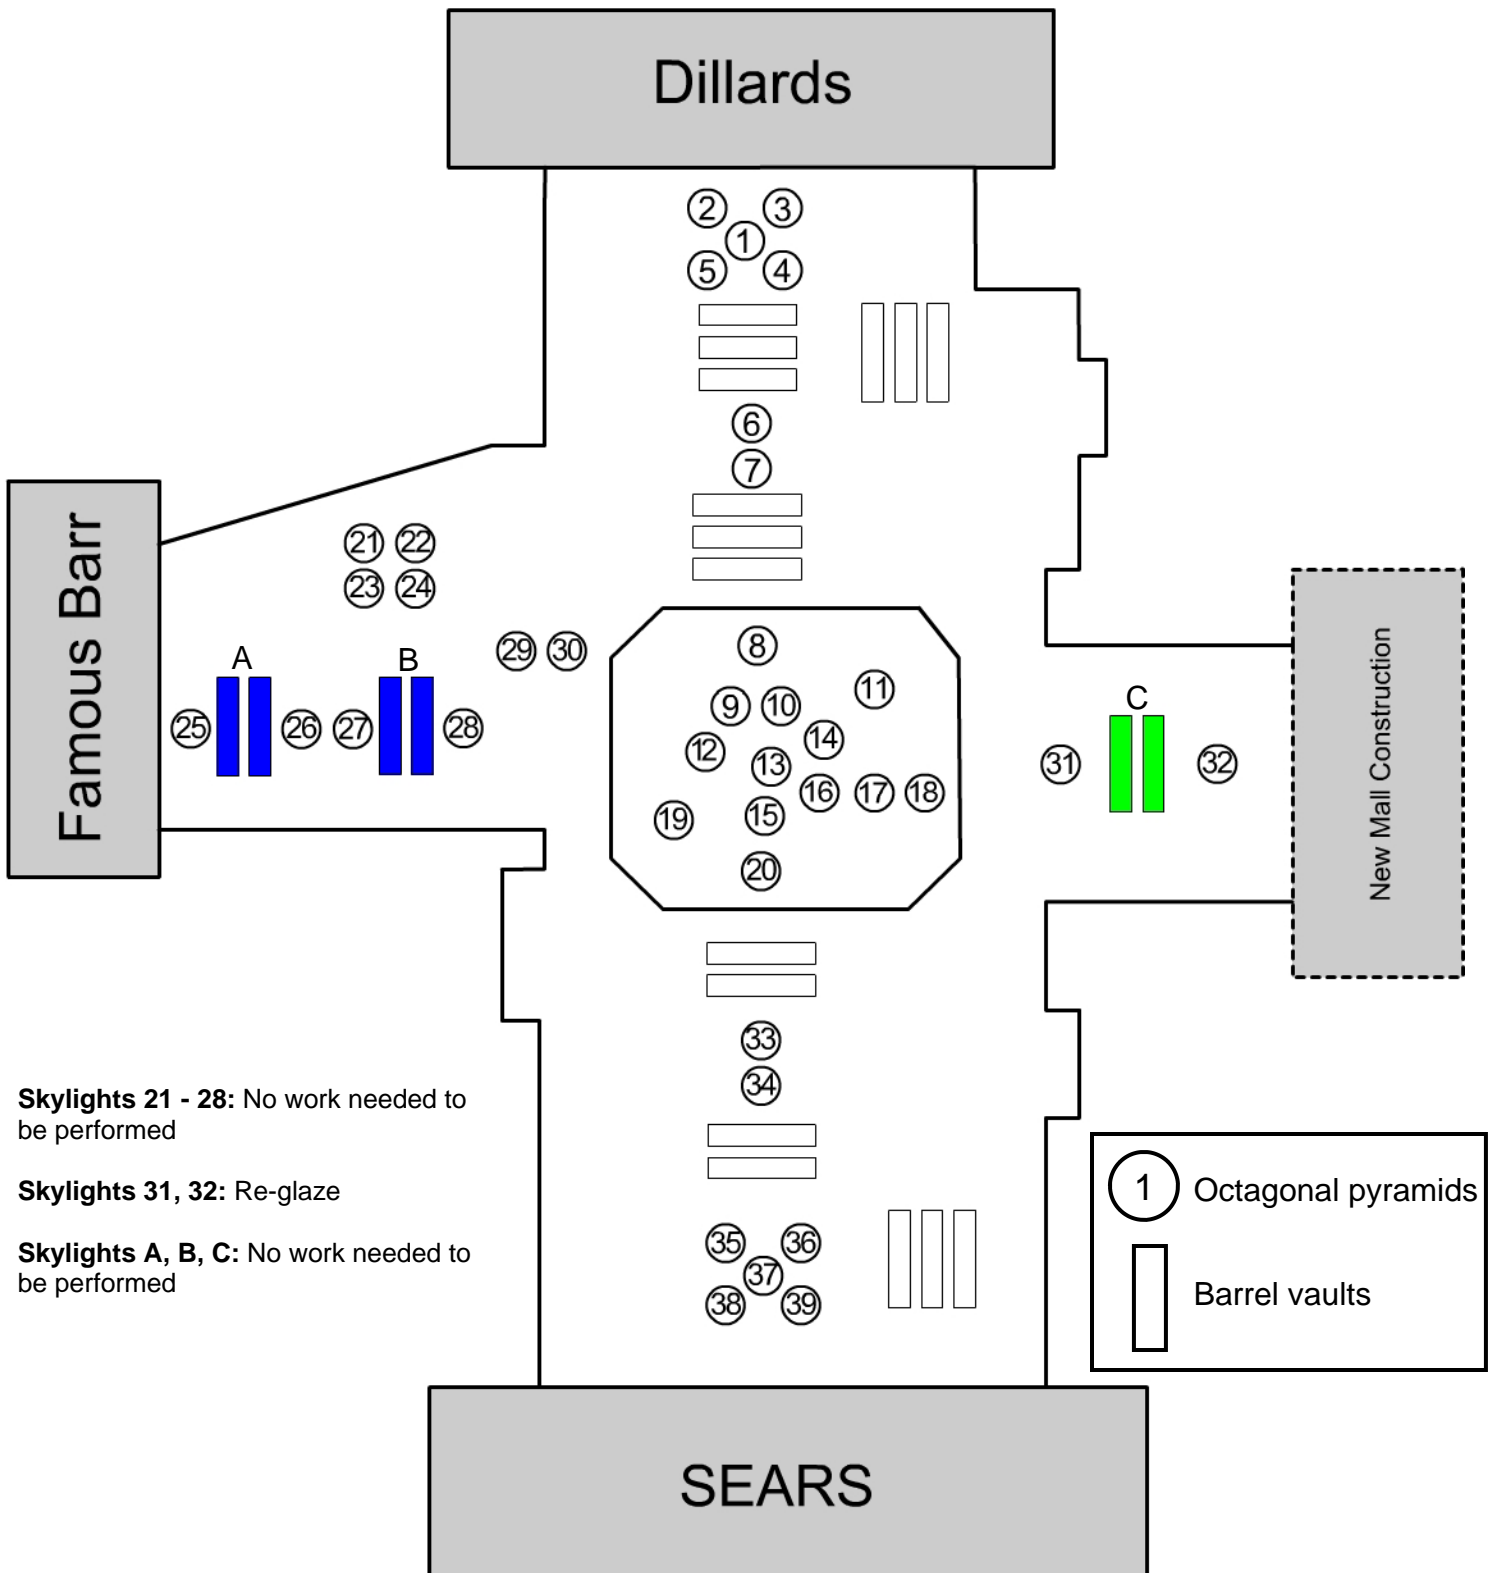 Dillards
2 3
1
5 4
6
7
21 22
23 24
Famous Barr
A B
29 30
25 26 27 28
8
9 10 11
12 13 14
15 16 17 18
19
20
C
31 32
New Mall Construction
33
34
35 36
37
38 39
Skylights 21 - 28: No work needed to
be performed
Skylights 31, 32: Re-glaze
Skylights A, B, C: No work needed to
be performed
1 Octagonal pyramids
Barrel vaults
SEARS